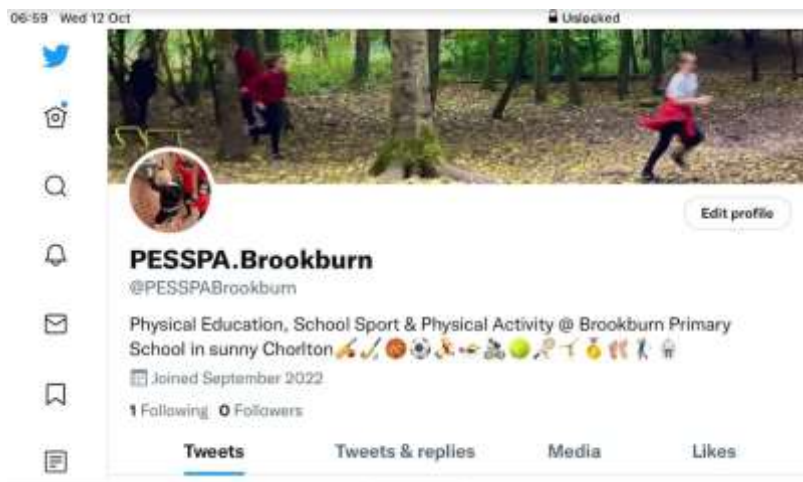 06:59 Wed 12 Oct
Unlocked
Edit profile
PESSPA.Brookburn
@PESSPABrookburn
Physical Education, School Sport & Physical Activity @ Brookburn Primary
School in sunny Chorlton
Joined September 2022
1 Following 0 Followers
Tweets Tweets & replies Media Likes